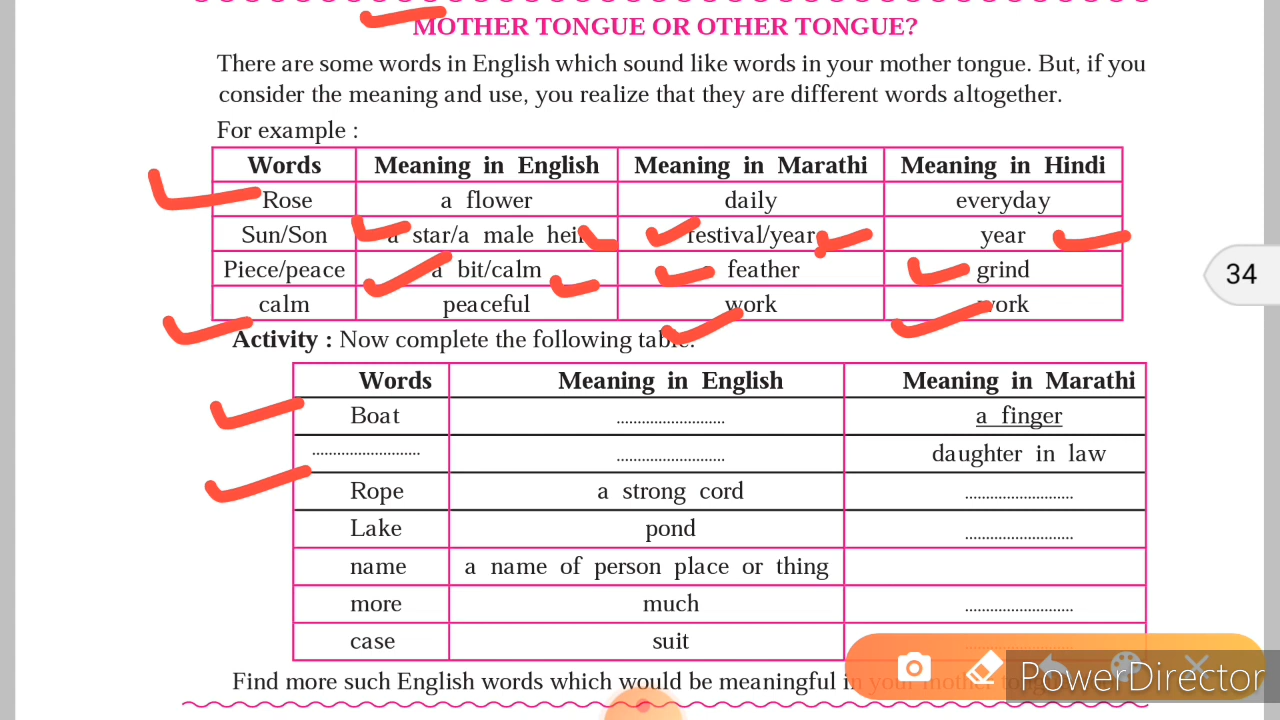 MOTHER TONGUE OR OTHER TONGUE?
There are some words in English which sound like words in your mother tongue. But, if you
consider the meaning and use, you realize that they are different words altogether.
For example :
Words Meaning in English Meaning in Marathi Meaning in Hindi
Rose a flower daily everyday
Sun/Son a star/a male heir festival/year year
Piece/peace a bit/calm feather grind
calm peaceful work work
Activity : Now complete the following table.
Words Meaning in English Meaning in Marathi
Boat .......................... a finger
.......................... .......................... daughter in law
Rope a strong cord ..........................
Lake pond ..........................
name a name of person place or thing
more much ..........................
case suit
Find more such English words which would be meaningful in your mother
34
PowerDirector